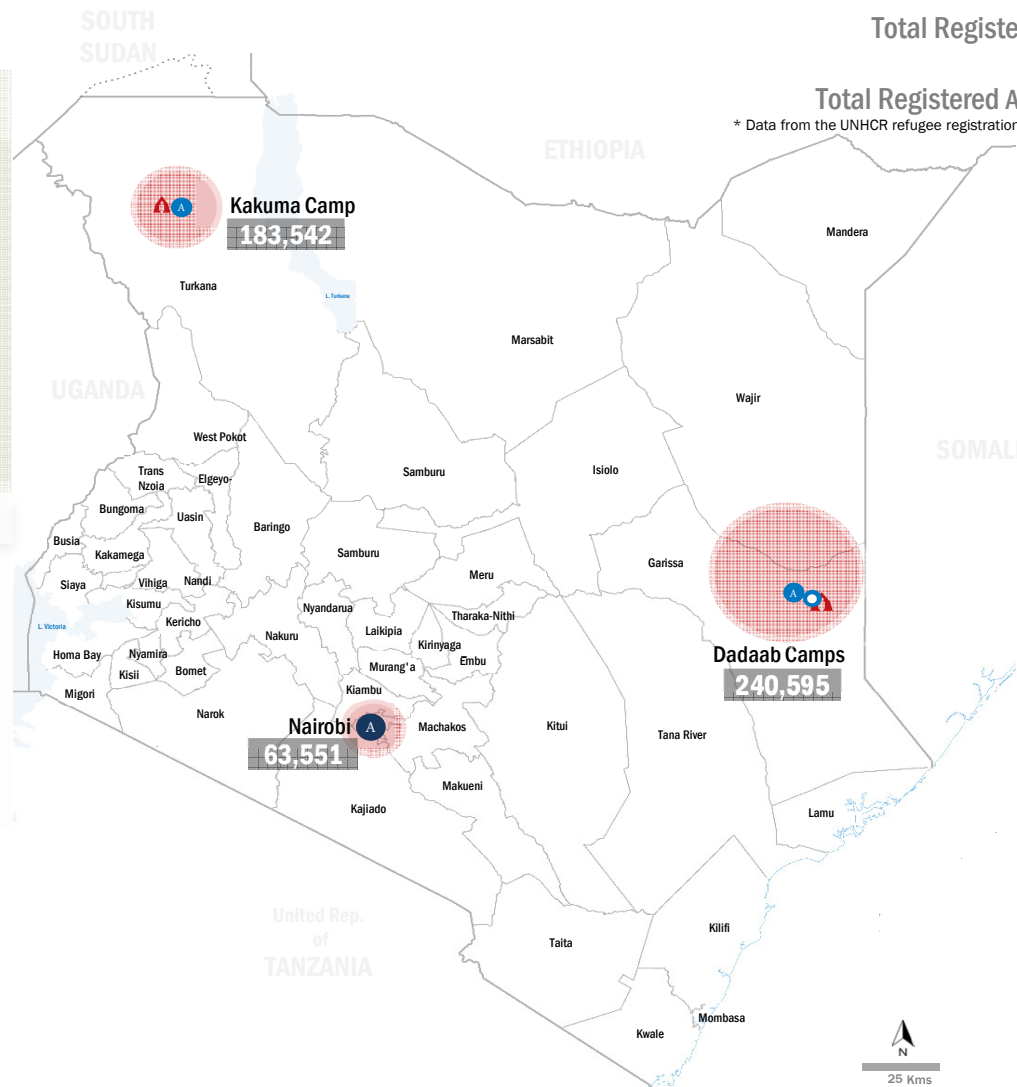 SOUTH
SUDAN
Total Registe
Total Registered A
* Data from the UNHCR refugee registration
ETHIOPIA
Kakuma Camp
A
183,542
Mandera
Turkana
L. Turkana
Marsabit
UGANDA
Wajir
West Pokot
SOMALI
Trans
Nzoia
Elgeyo-
Samburu
Isiolo
Bungoma
Uasin
Baringo
Busia
Kakamega
Samburu
Garissa
Siaya
Vihiga
Nandi
Meru
A
Kisumu
Nyandarua
Tharaka-Nithi
L. Victoria
Kericho
Nakuru
Laikipia
Kirinyaga
Homa Bay
Nyamira
Murang'a
Embu
Dadaab Camps
Kisii
Bomet
240,595
Migori
Kiambu
Narok
Nairobi
A
Machakos
Kitui
Tana River
63,551
Makueni
Kajiado
Lamu
United Rep.
of
TANZANIA
Taita
Kilifi
Mombasa
Kwale
N
25 Kms